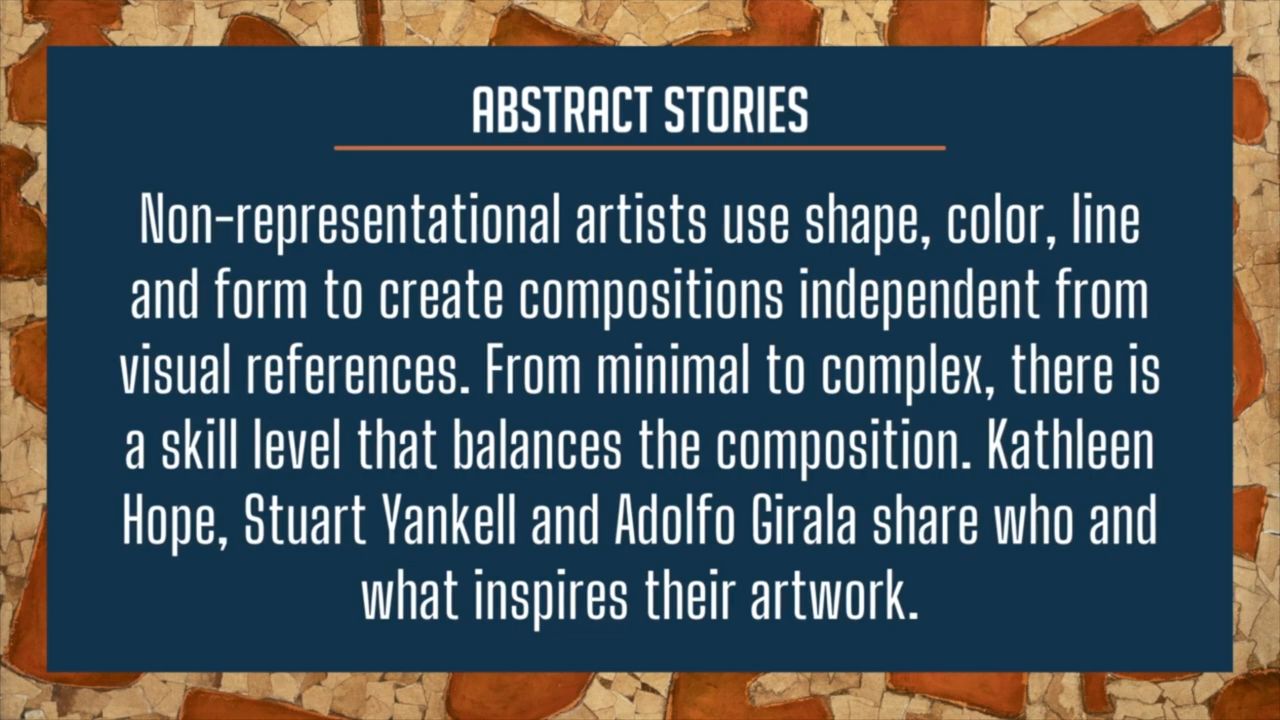 ABSTRACT STORIES
Non-representational artists use shape, color, line
and form to create compositions independent from
visual references. From minimal to complex, there is
a skill level that balances the composition. Kathleen
Hope, Stuart Yankell and Adolfo Girala share who and
what inspires their artwork.